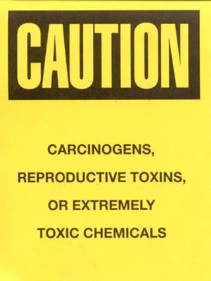 CAUTION
CARCINOGENS,
REPRODUCTIVE TOXINS,
OR EXTREMELY
TOXIC CHEMICALS